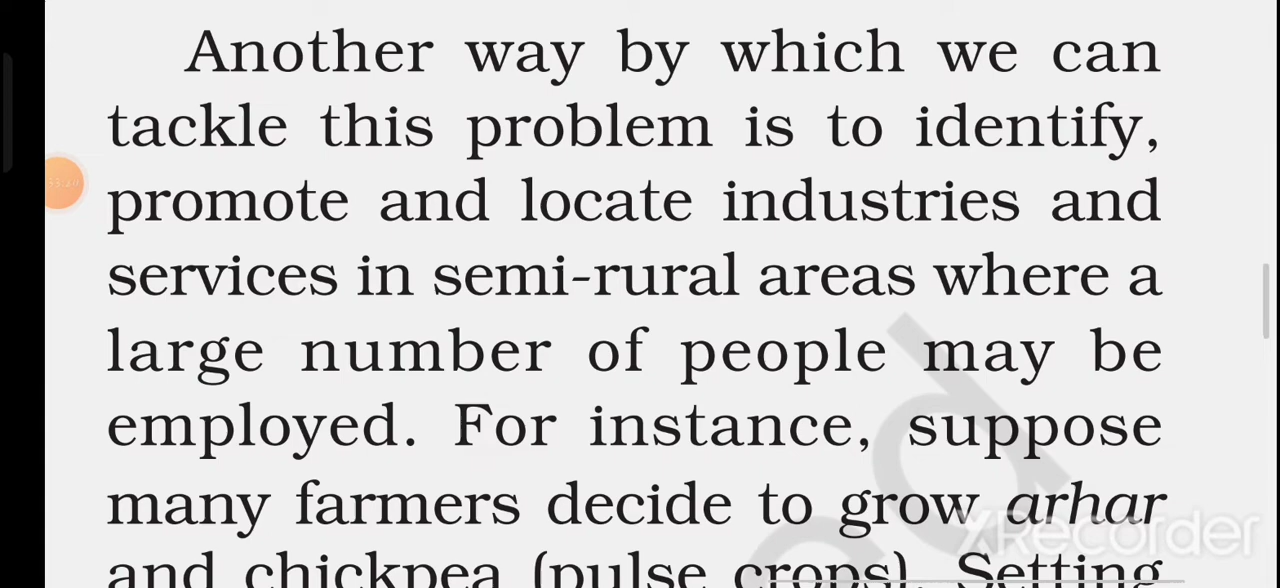 Another way by which we can
tackle this problem is to identify,
promote and locate industries and
services in semi-rural areas where a
large number of people may be
employed. For instance, suppose
many farmers decide to grow arhar
and chickpea (pulse crops). Setting
XRecorder